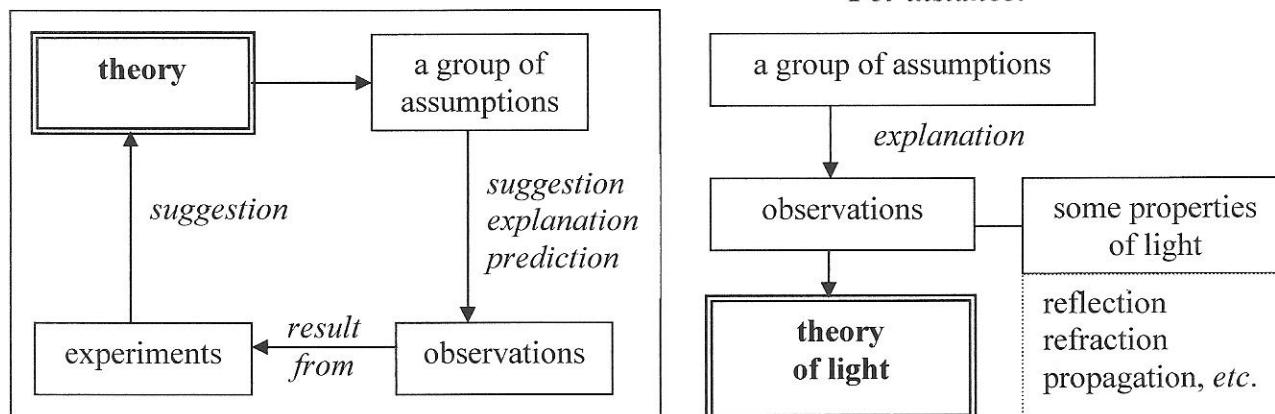 For instance:
theory
a group of
assumptions
suggestion
suggestion
explanation
prediction
experiments
result
from
observations
a group of assumptions
explanation
observations
some properties
of light
theory
of light
reflection
refraction
propagation, etc.